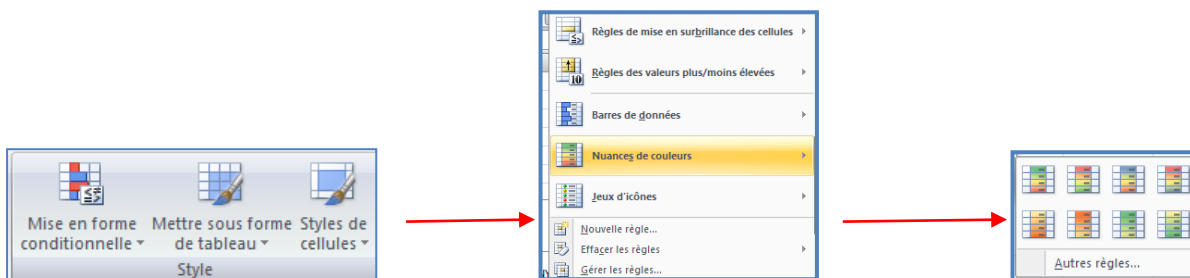 Mise en forme conditionnelle
Mettre sous forme de tableau
Styles de cellules
Style
Règles de mise en surbrillance des cellules
10
Règles des valeurs plus/moins élevées
Barres de données
Nuances de couleurs
Jeux d'icônes
Nouvelle règle...
Effacer les règles
Gérer les règles...
Autres règles...